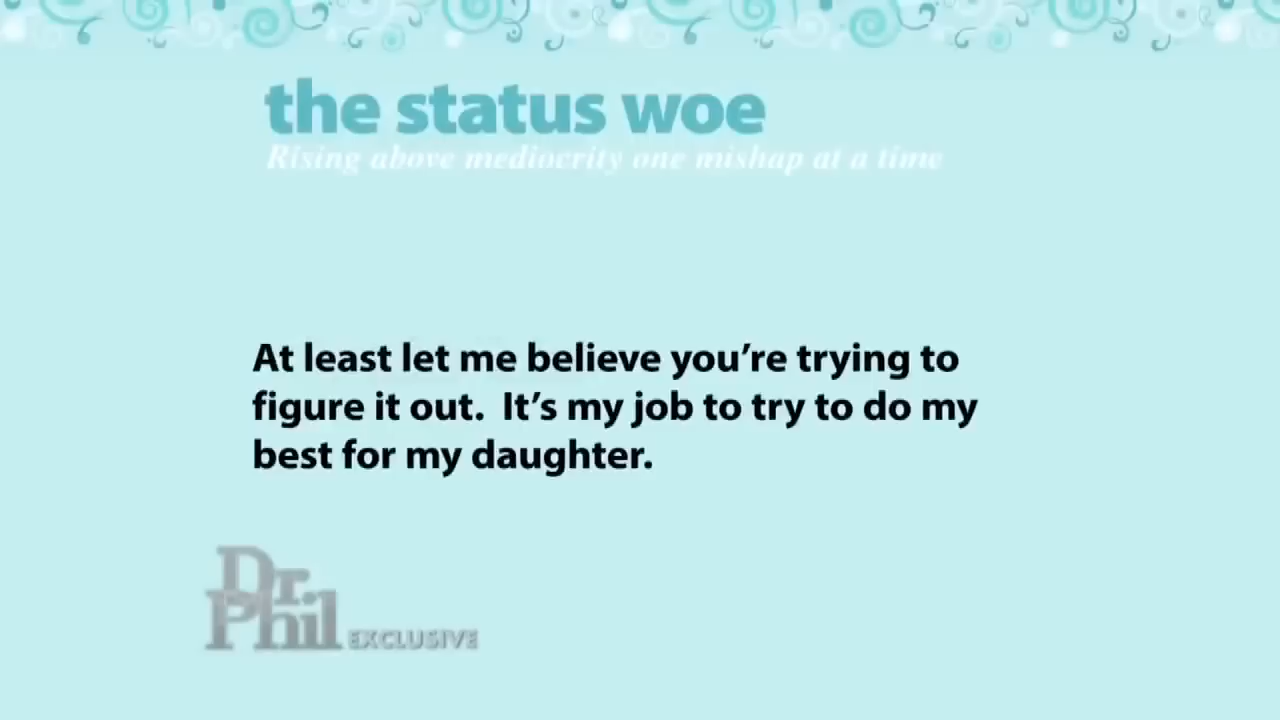 the status woe
Rising above mediocrity one mishap at a time
At least let me believe you're trying to
figure it out.  It's my job to try to do my
best for my daughter.
Dr.
Phil EXCLUSIVE